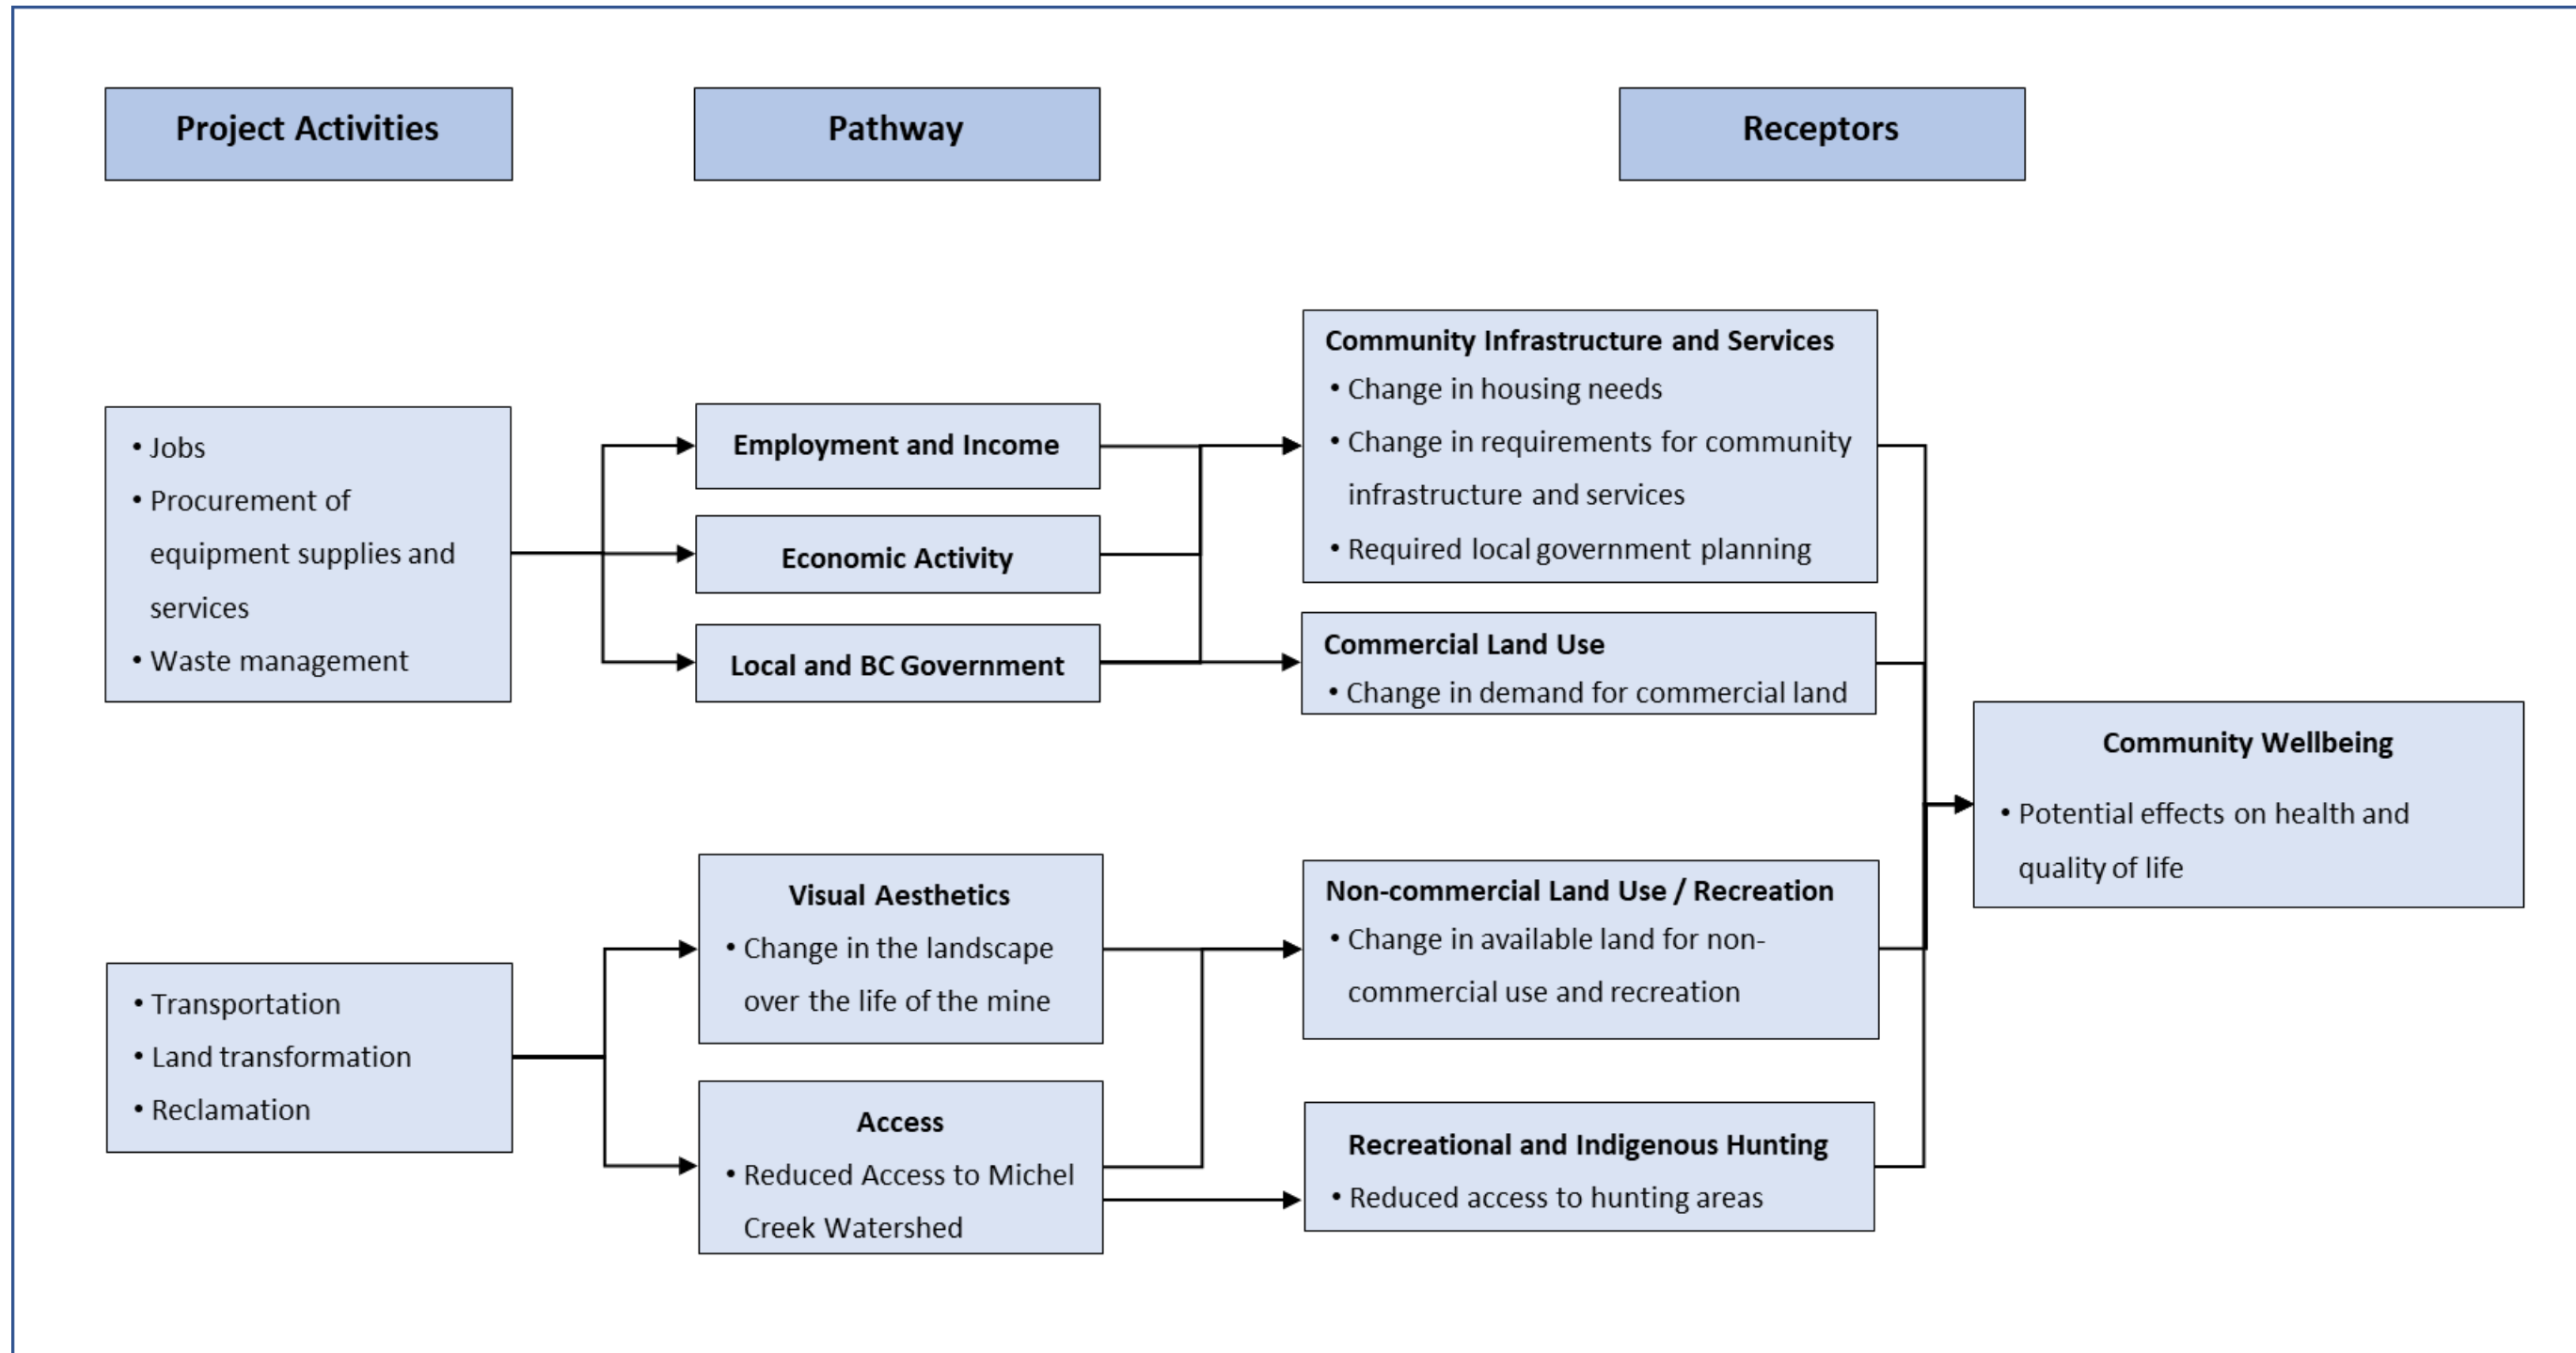 Project Activities
Pathway
Receptors
• Jobs
• Procurement of
equipment supplies and
services
• Waste management
Employment and Income
Economic Activity
Local and BC Government
Community Infrastructure and Services
• Change in housing needs
• Change in requirements for community
infrastructure and services
• Required local government planning
Commercial Land Use
• Change in demand for commercial land
• Transportation
• Land transformation
• Reclamation
Visual Aesthetics
• Change in the landscape
over the life of the mine
Access
• Reduced Access to Michel
Creek Watershed
Non-commercial Land Use / Recreation
• Change in available land for non-
commercial use and recreation
Recreational and Indigenous Hunting
• Reduced access to hunting areas
Community Wellbeing
• Potential effects on health and
quality of life